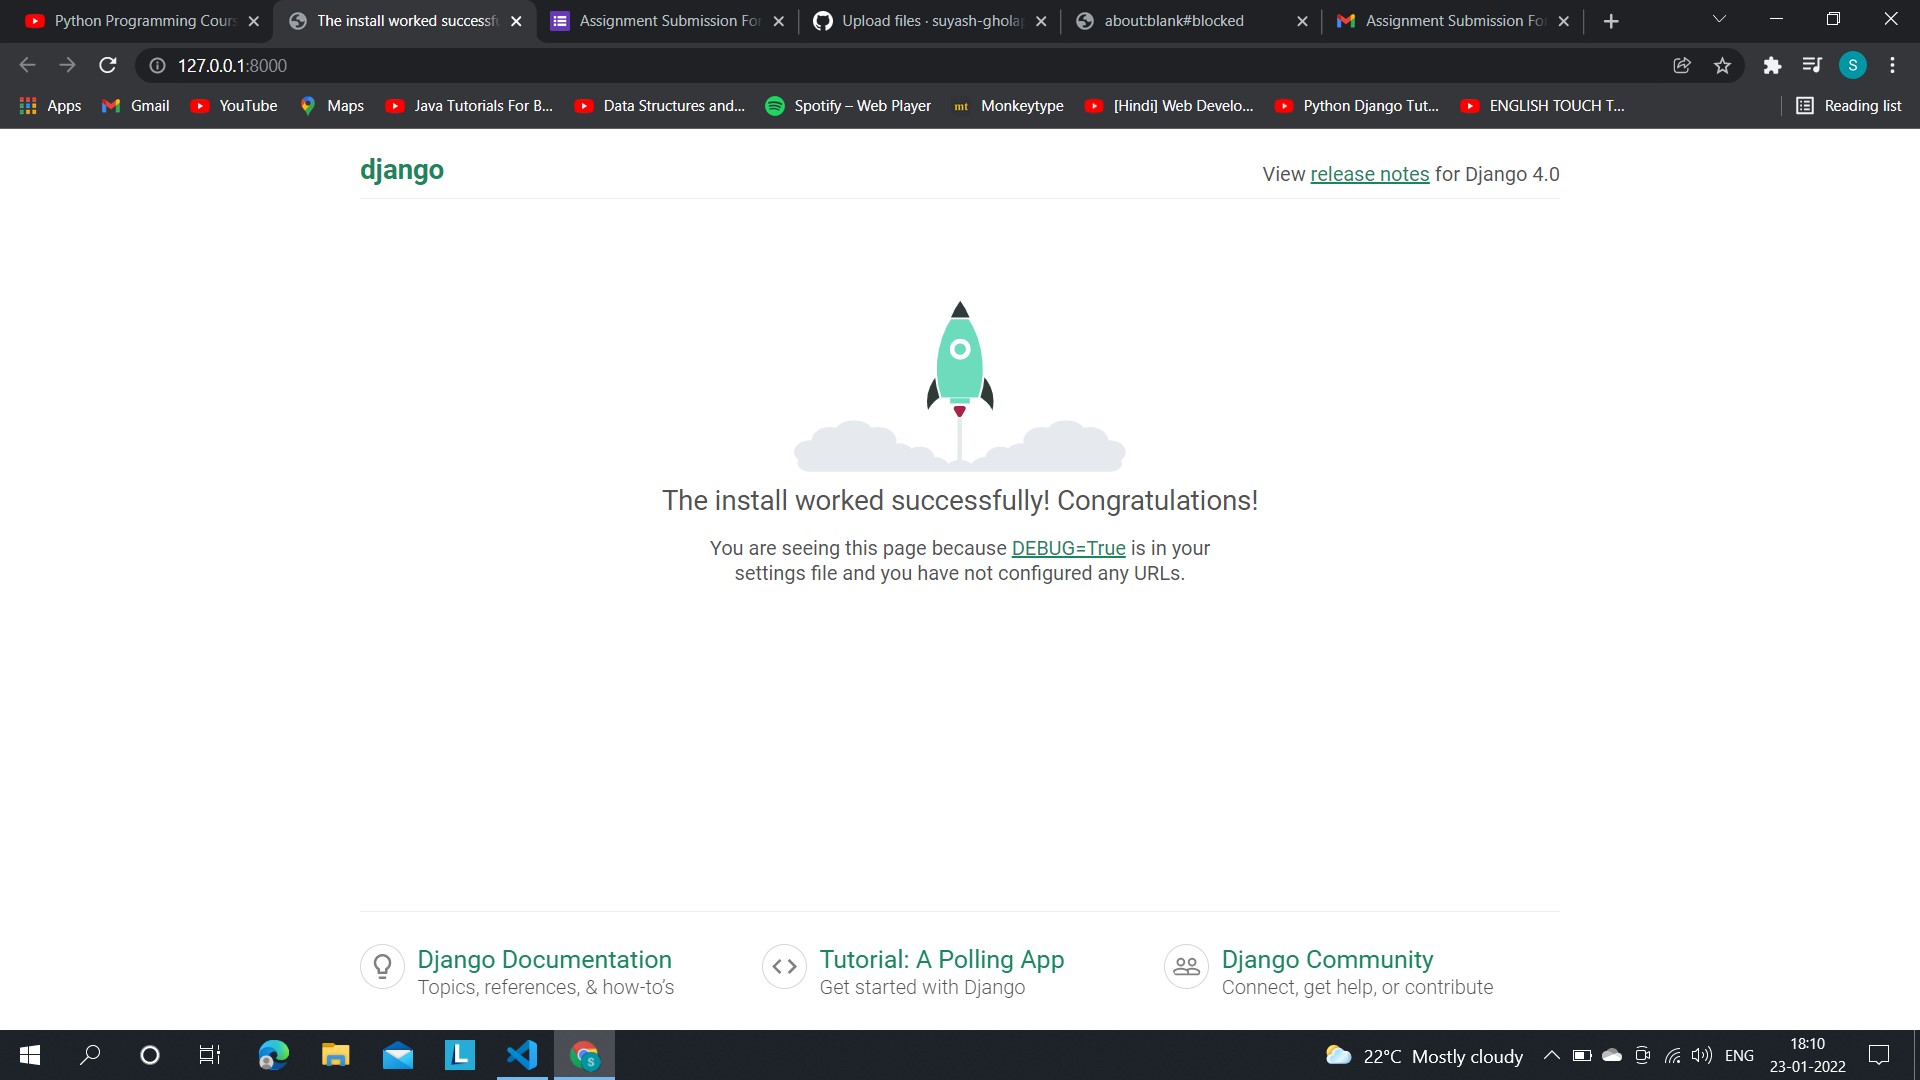 Python Programming Cour
The install worked successfu
Assignment Submission For
Upload files · suyash-gholap
about:blank#blocked
Assignment Submission For
127.0.0.1:8000
S
Apps
Gmail
YouTube
Maps
Java Tutorials For B...
Data Structures and...
Spotify – Web Player
mt
Monkeytype
[Hindi] Web Develo...
Python Django Tut...
ENGLISH TOUCH T...
Reading list
django
View release notes for Django 4.0
The install worked successfully! Congratulations!
You are seeing this page because DEBUG=True is in your
settings file and you have not configured any URLs.
Django Documentation
Topics, references, & how-to's
Tutorial: A Polling App
Get started with Django
Django Community
Connect, get help, or contribute
L
S
22°C Mostly cloudy
ENG
18:10
23-01-2022